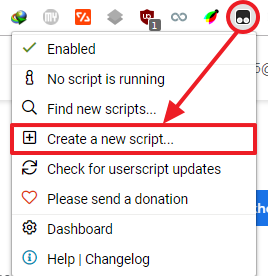 1
Enabled
No script is running
Find new scripts...
Create a new script...
Check for userscript updates
Please send a donation
Dashboard
Help | Changelog